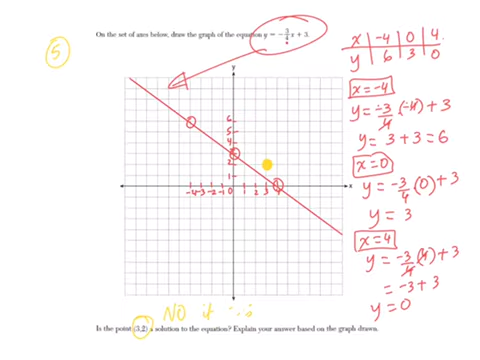 5
On the set of axes below, draw the graph of the equation y = -3/4 x + 3.
x | -4 | 0 | 4
y | 6 | 3 | 0
x = -4
y = -3/4 (-4) + 3
y = 3 + 3 = 6
x = 0
y = -3/4 (0) + 3
y = 3
x = 4
y = -3/4 (4) + 3
= -3 + 3
y = 0
y
6
5
4
3
2
1
-4 -3 -2 -1 0 1 2 3 4 x
NO it
Is the point (3,2) a solution to the equation? Explain your answer based on the graph drawn.